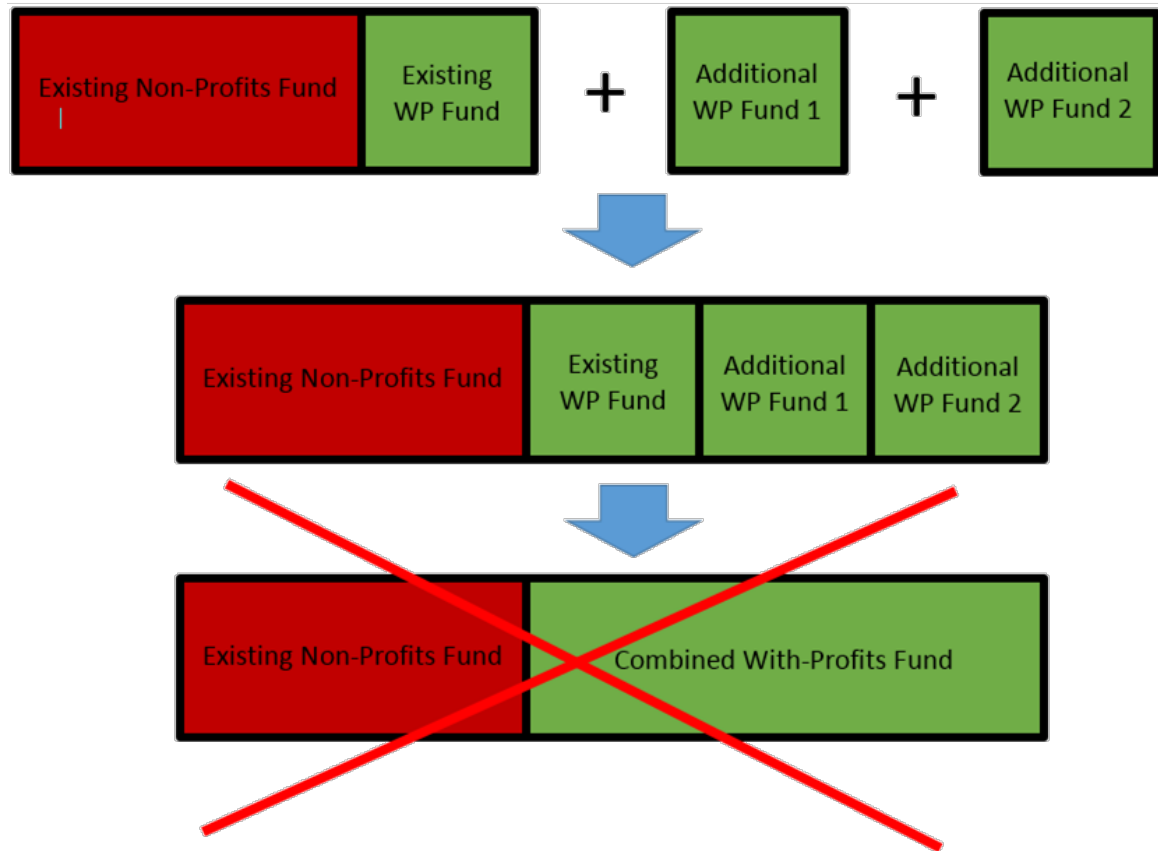 Existing Non-Profits Fund
Existing
WP Fund
+
Additional
WP Fund 1
+
Additional
WP Fund 2
Existing Non-Profits Fund
Existing
WP Fund
Additional
WP Fund 1
Additional
WP Fund 2
Existing Non-Profits Fund
Combined With-Profits Fund